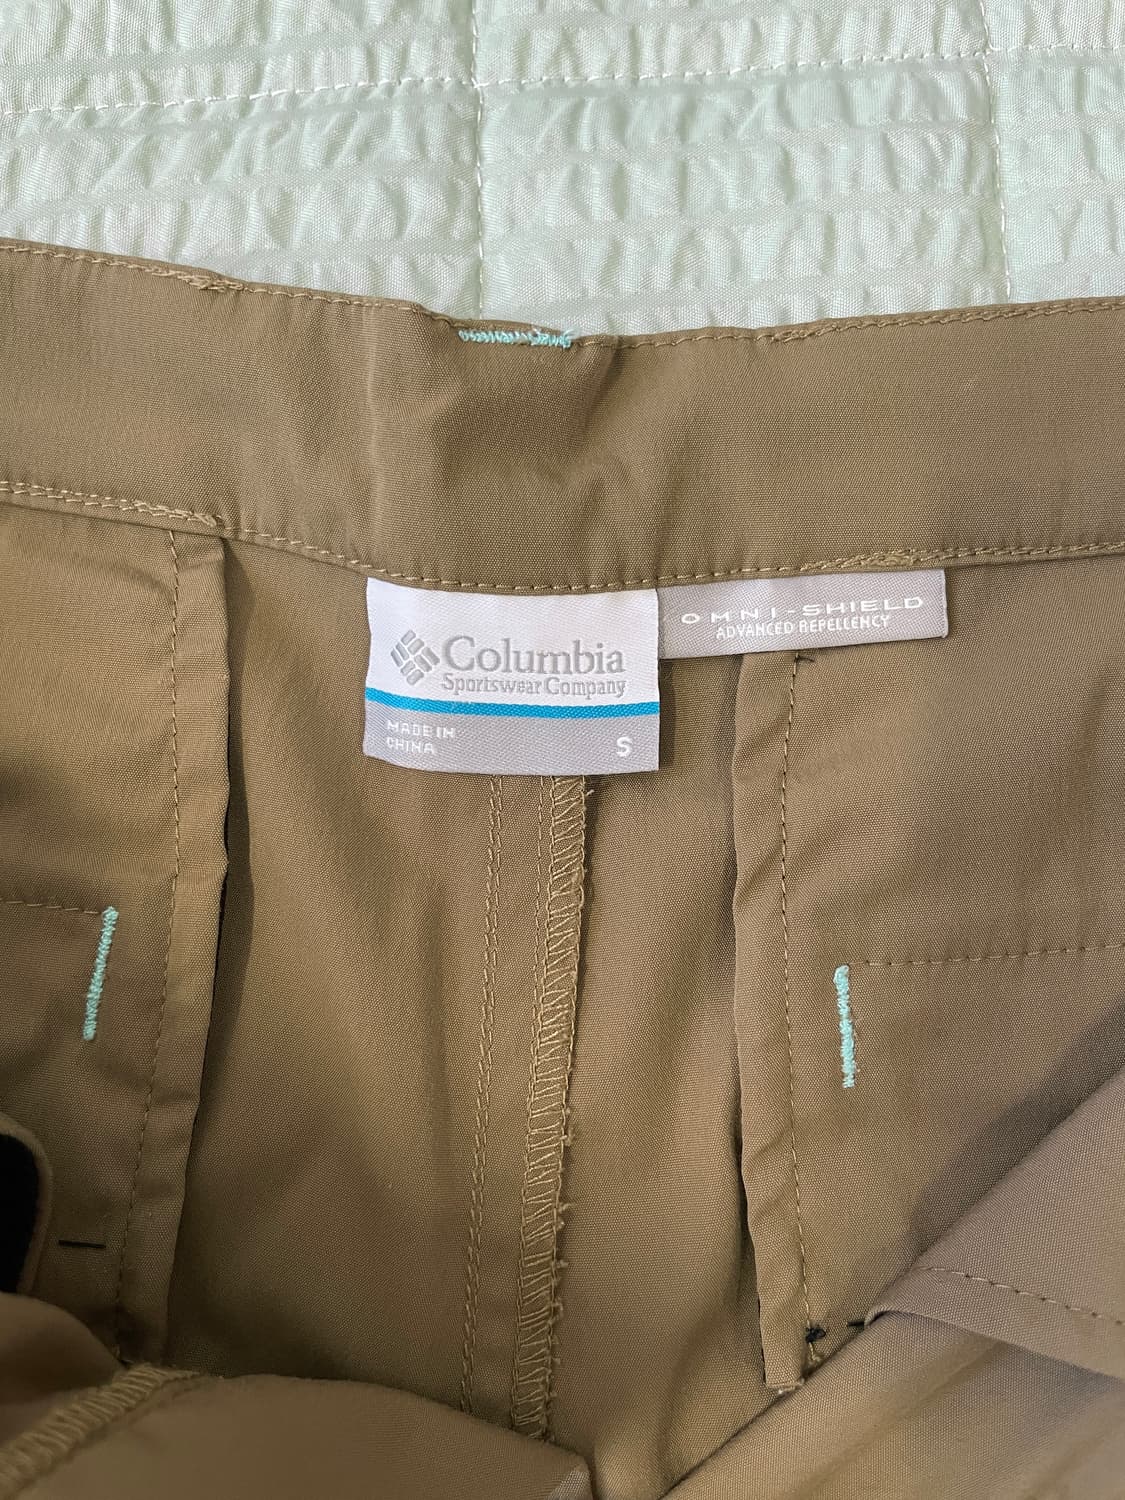 Columbia
Sportswear Company
MADE IN
CHINA
S
OMNI-SHIELD
ADVANCED REPELLENCY